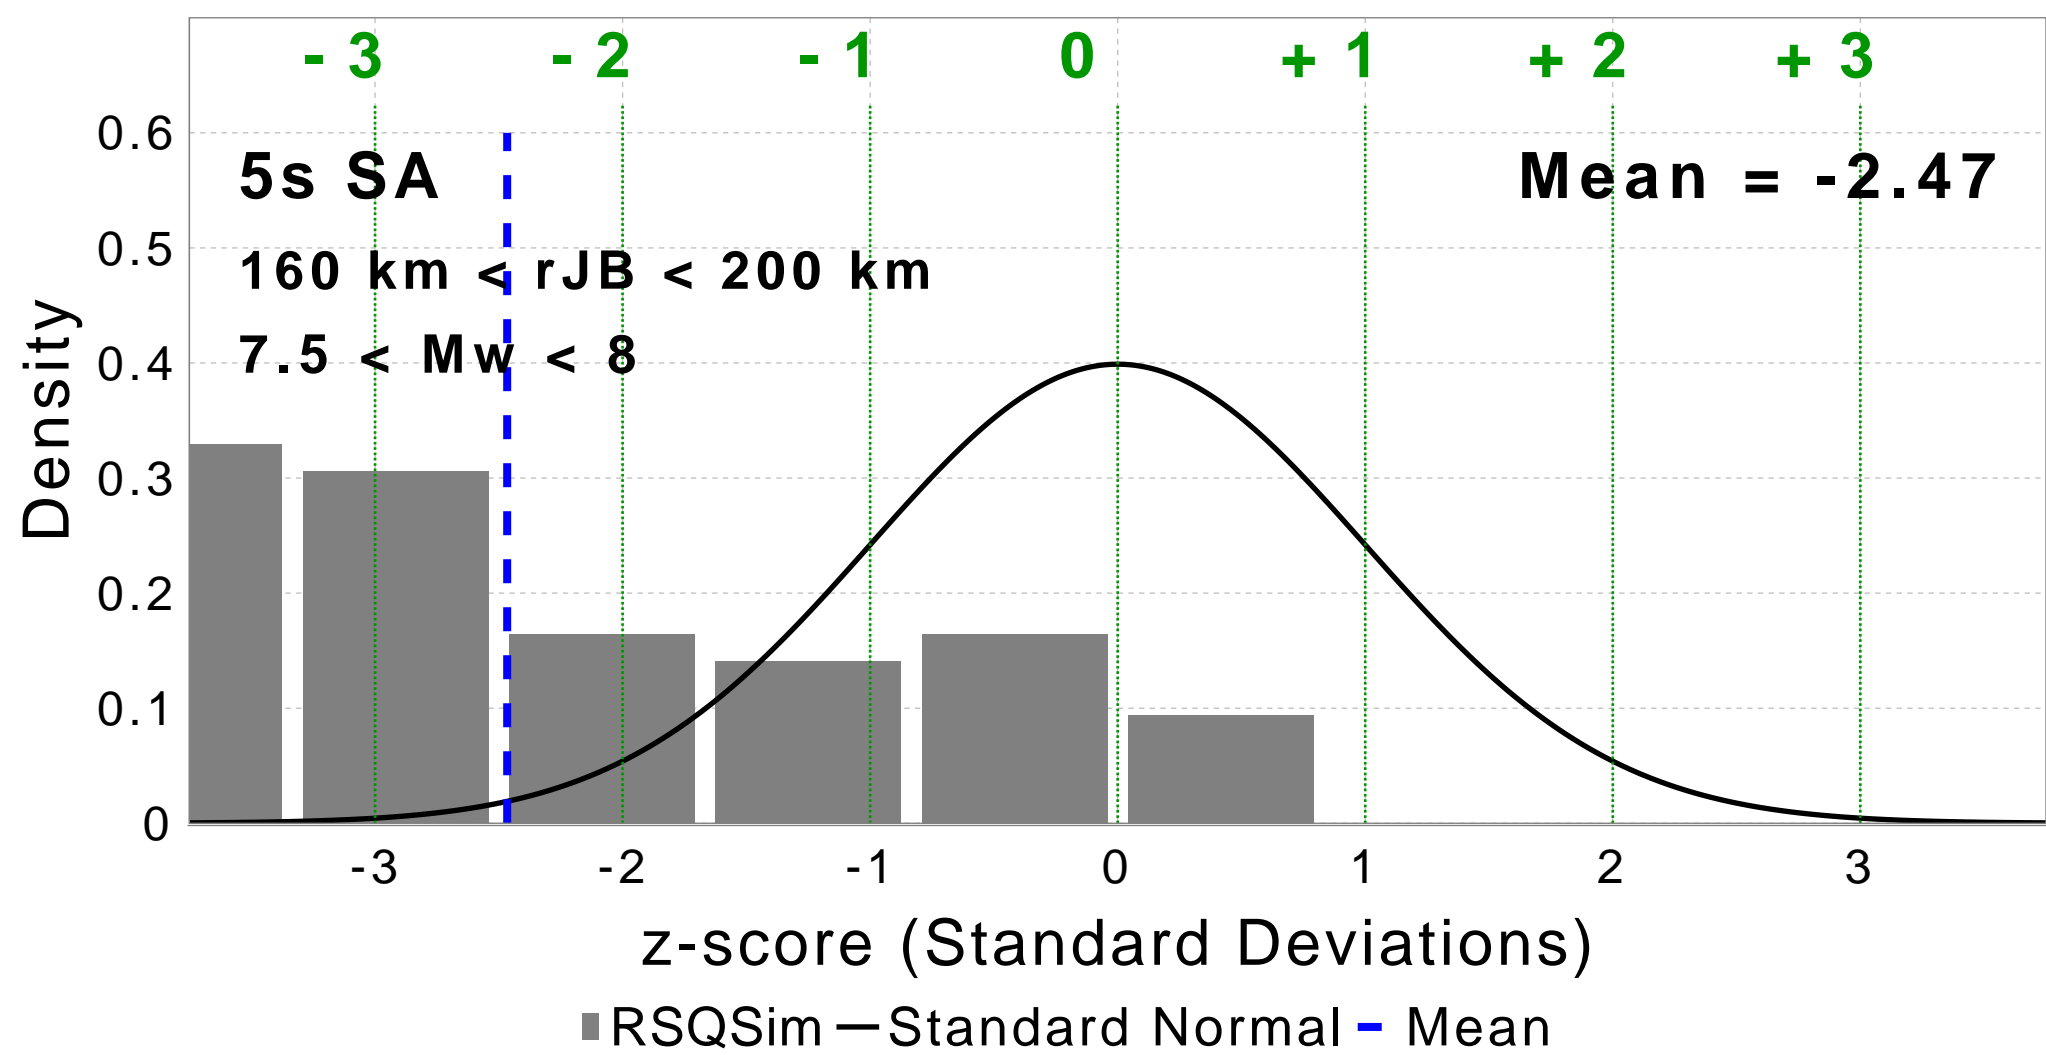 - 3 - 2 - 1 0 + 1 + 2 + 3
0.6
5s SA
Mean = -2.47
0.5
160 km < rJB < 200 km
7.5 < Mw < 8
0.4
0.3
0.2
0.1
0
Density
-3 -2 -1 0 1 2 3
z-score (Standard Deviations)
RSQSim Standard Normal Mean